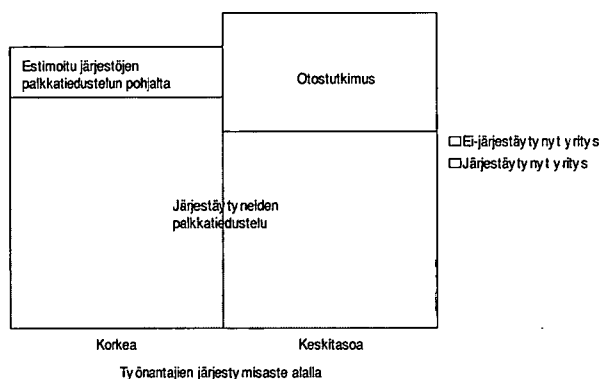 Estimoitu järjestöjen
palkkatiedustelun pohjalta
Otostutkimus
Ei-järjestäytynyt yritys
Järjestäytynyt yritys
Järjestäytyneiden
palkkatiedustelu
Korkea
Keskitasoa
Työnantajien järjestymisaste alalla